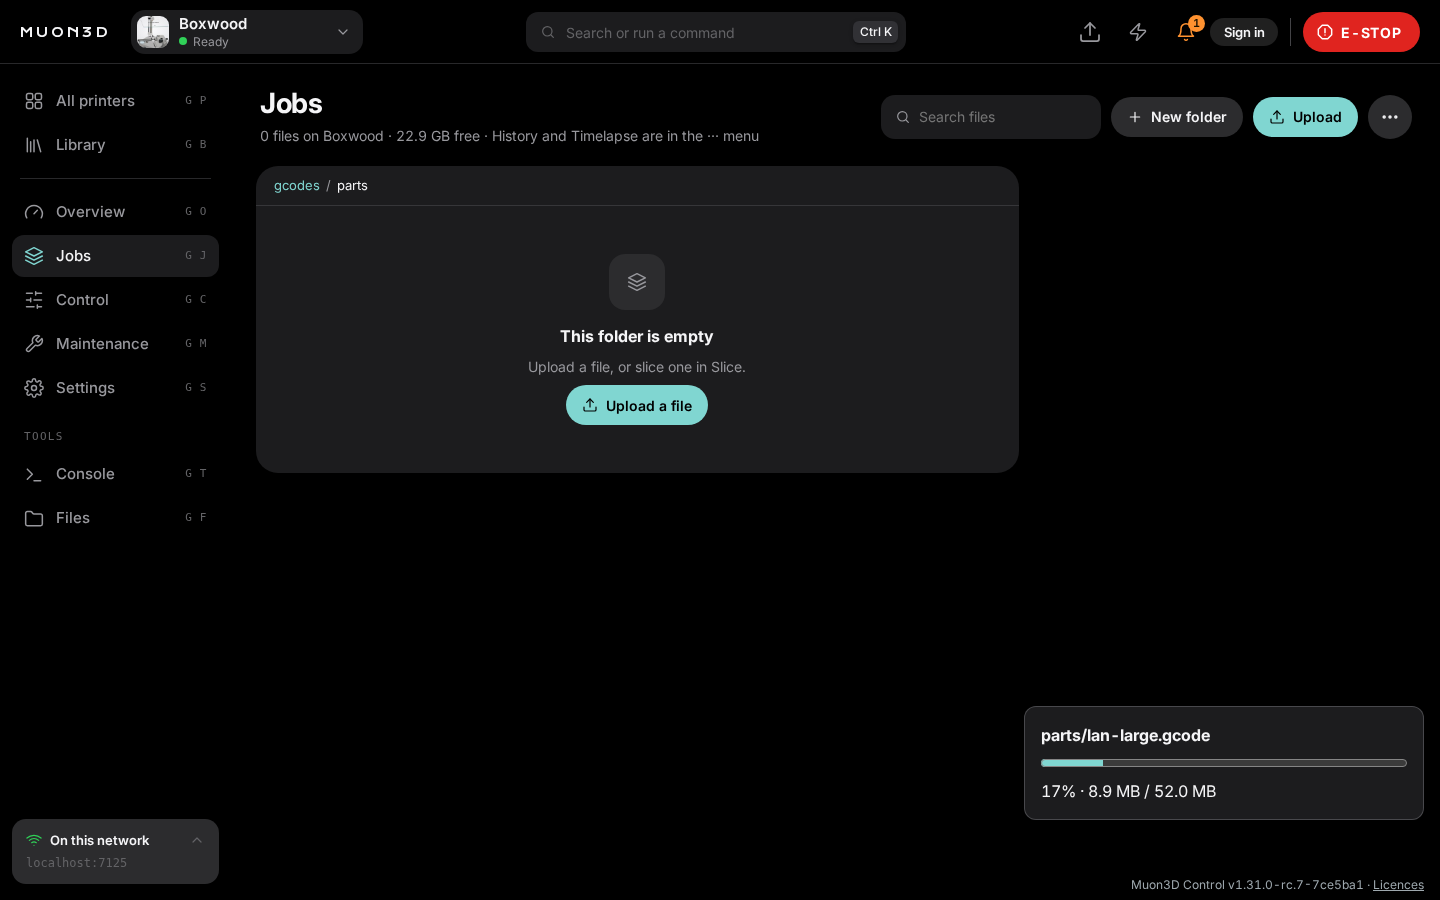 MUON3D
Boxwood
Ready
Search or run a command
Ctrl K
1
Sign in
E-STOP
All printers G P
Library G B
Overview G O
Jobs G J
Control G C
Maintenance G M
Settings G S
TOOLS
Console G T
Files G F
On this network
localhost:7125
Jobs
0 files on Boxwood · 22.9 GB free · History and Timelapse are in the ··· menu
Search files
New folder
Upload
gcodes / parts
This folder is empty
Upload a file, or slice one in Slice.
Upload a file
parts/lan-large.gcode
17% · 8.9 MB / 52.0 MB
Muon3D Control v1.31.0-rc.7-7ce5ba1 · Licences